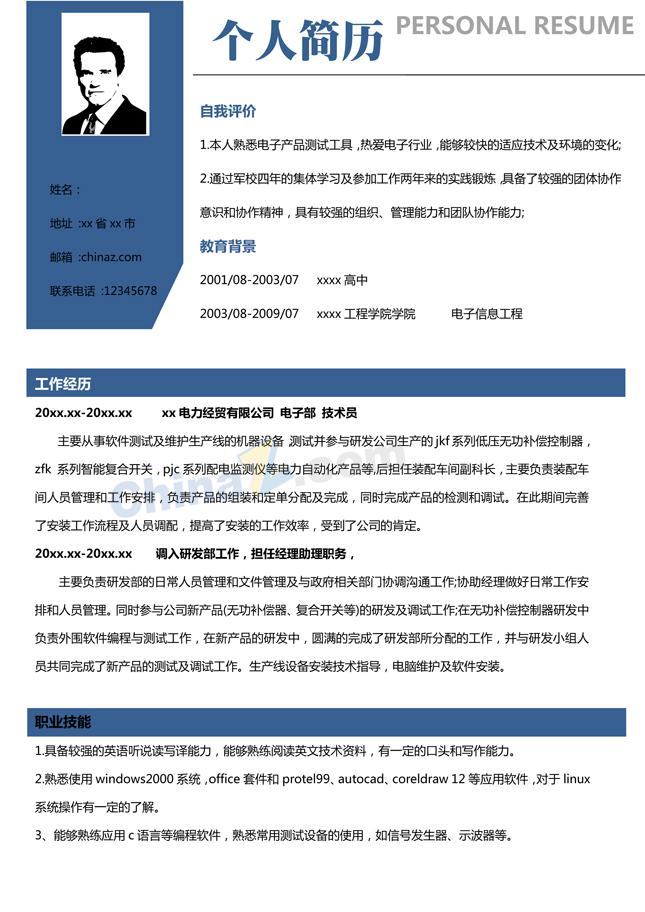 个人简历 PERSONAL RESUME
姓名：
地址 :xx 省 xx 市
邮箱 :chinaz.com
联系电话 :12345678
自我评价
1.本人熟悉电子产品测试工具 ,热爱电子行业 ,能够较快的适应技术及环境的变化;
2.通过军校四年的集体学习及参加工作两年来的实践锻炼 ,具备了较强的团体协作
意识和协作精神，具有较强的组织、管理能力和团队协作能力;
教育背景
2001/08-2003/07 xxxx 高中
2003/08-2009/07 xxxx 工程学院学院 电子信息工程
工作经历
20xx.xx-20xx.xx xx 电力经贸有限公司 电子部 技术员
主要从事软件测试及维护生产线的机器设备 ,测试并参与研发公司生产的 jkf 系列低压无功补偿控制器，
zfk 系列智能复合开关，pjc 系列配电监测仪等电力自动化产品等,后担任装配车间副科长，主要负责装配车
间人员管理和工作安排，负责产品的组装和定单分配及完成，同时完成产品的检测和调试。在此期间完善
了安装工作流程及人员调配，提高了安装的工作效率，受到了公司的肯定。
20xx.xx-20xx.xx 调入研发部工作，担任经理助理职务，
主要负责研发部的日常人员管理和文件管理及与政府相关部门协调沟通工作;协助经理做好日常工作安
排和人员管理。同时参与公司新产品(无功补偿器、复合开关等)的研发及调试工作;在无功补偿控制器研发中
负责外围软件编程与测试工作，在新产品的研发中，圆满的完成了研发部所分配的工作，并与研发小组人
员共同完成了新产品的测试及调试工作。生产线设备安装技术指导，电脑维护及软件安装。
ChinaZ.com
职业技能
1.具备较强的英语听说读写译能力，能够熟练阅读英文技术资料，有一定的口头和写作能力。
2.熟悉使用 windows2000 系统 ,office 套件和 protel99、autocad、coreldraw 12 等应用软件 ,对于 linux
系统操作有一定的了解。
3、能够熟练应用 c 语言等编程软件，熟悉常用测试设备的使用，如信号发生器、示波器等。